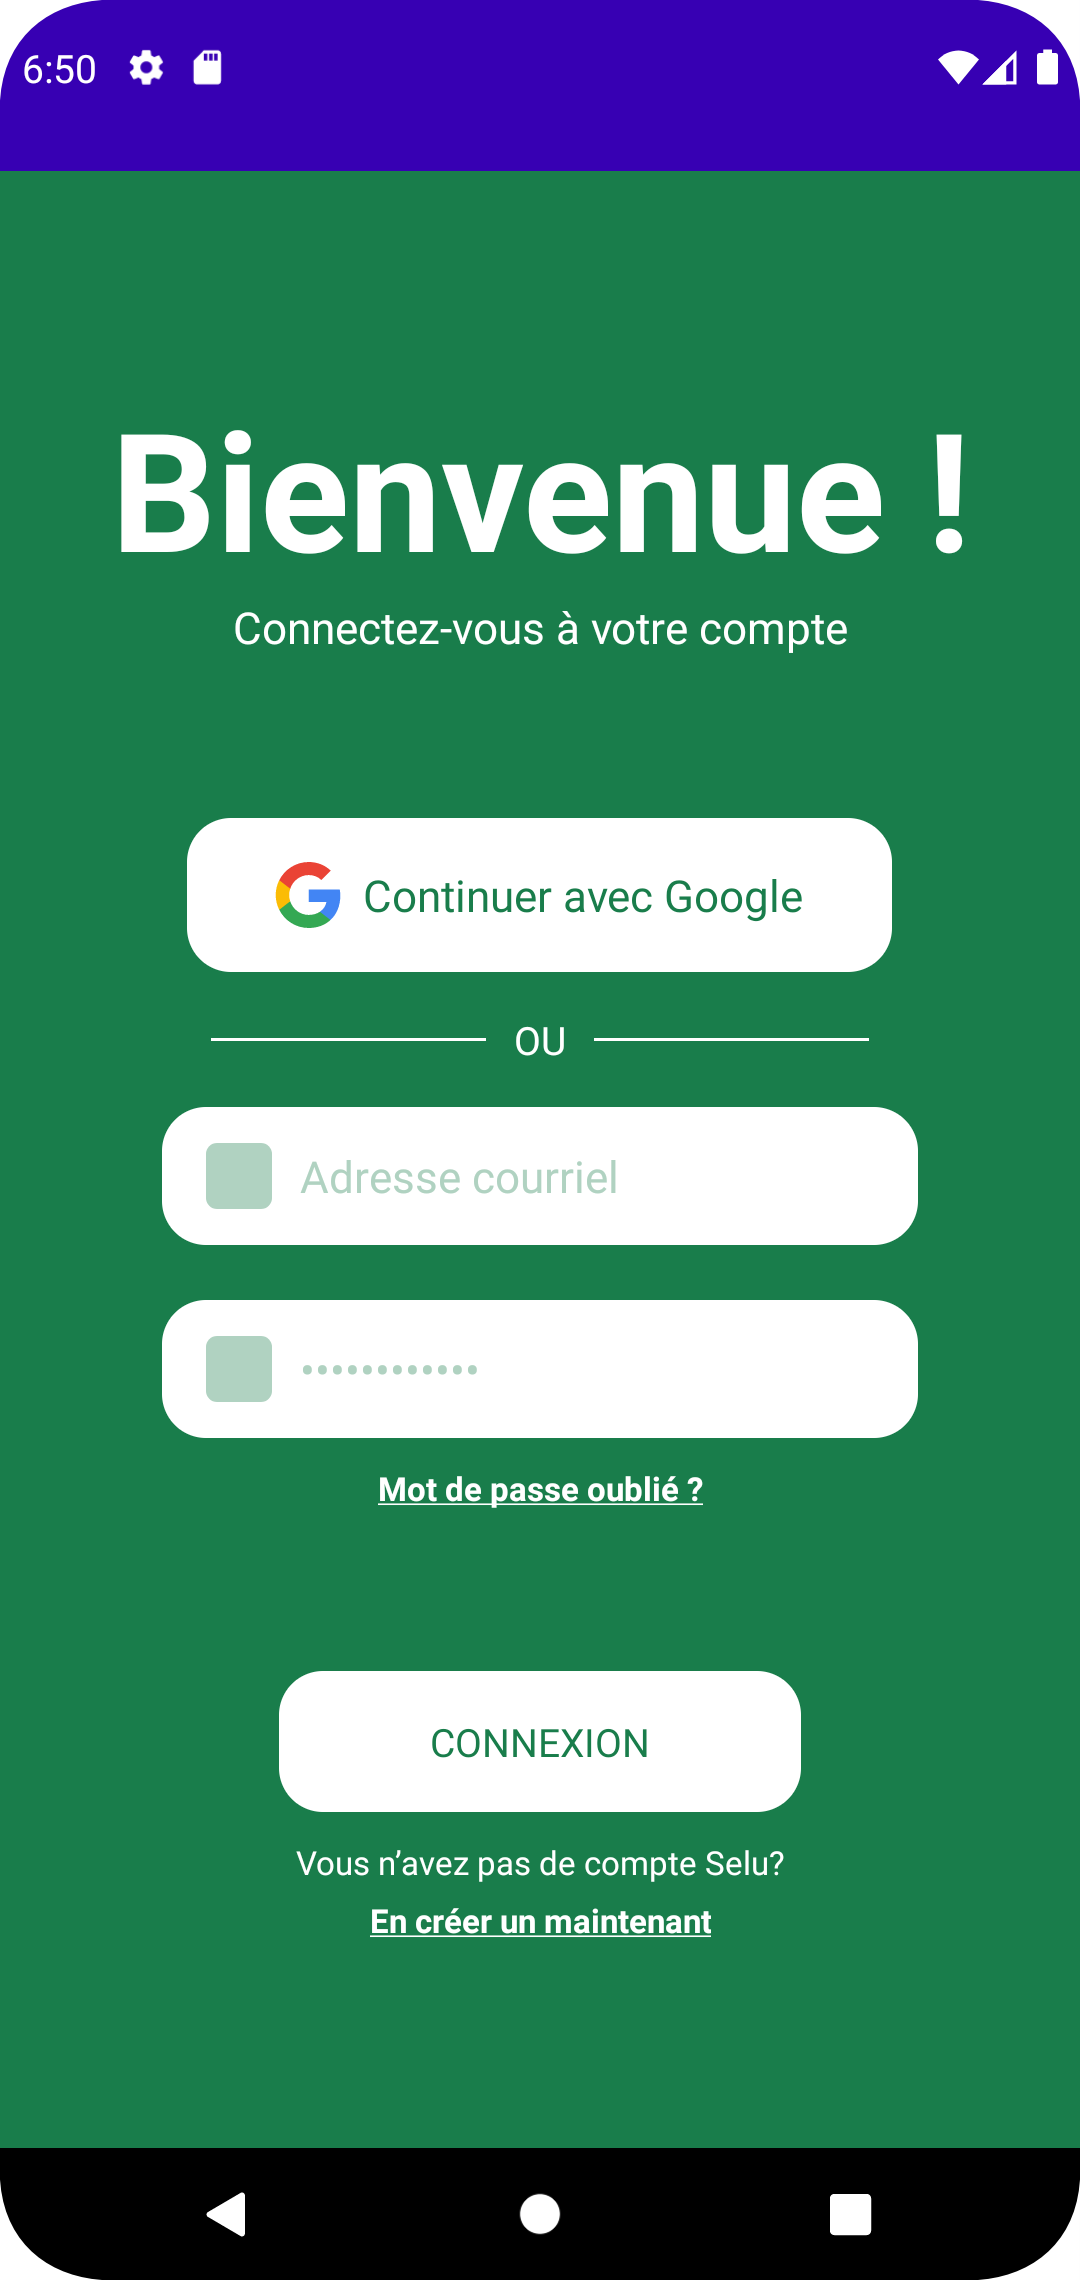 6:50
Bienvenue !
Connectez-vous à votre compte
Continuer avec Google
OU
Adresse courriel
••••••••••••
Mot de passe oublié ?
CONNEXION
Vous n’avez pas de compte Selu?
En créer un maintenant